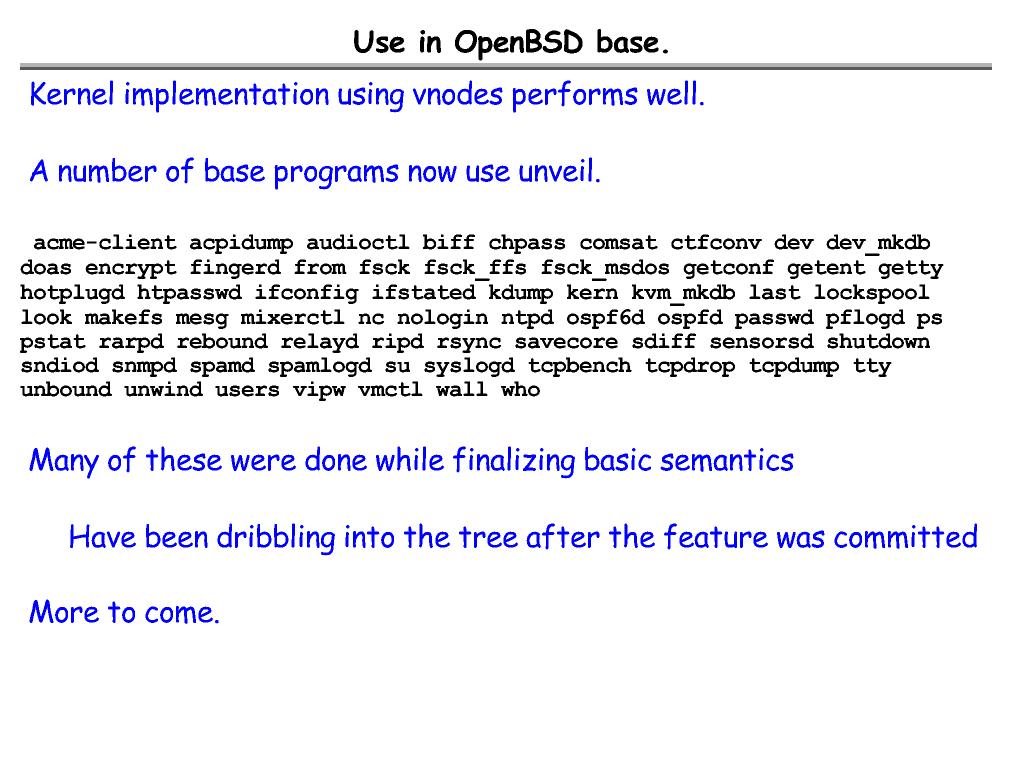 Use in OpenBSD base.
Kernel implementation using vnodes performs well.
A number of base programs now use unveil.
acme-client acpidump audioctl biff chpass comsat ctfconv dev dev_mkdb
doas encrypt fingerd from fsck fsck_ffs fsck_msdos getconf getent getty
hotplugd htpasswd ifconfig ifstated kdump kern kvm_mkdb last lockspool
look makefs mesg mixerctl nc nologin ntpd ospf6d ospfd passwd pflogd ps
pstat rarpd rebound relayd ripd rsync savecore sdiff sensorsd shutdown
sndiod snmpd spamd spamlogd su syslogd tcpbench tcpdrop tcpdump tty
unbound unwind users vipw vmctl wall who
Many of these were done while finalizing basic semantics
Have been dribbling into the tree after the feature was committed
More to come.